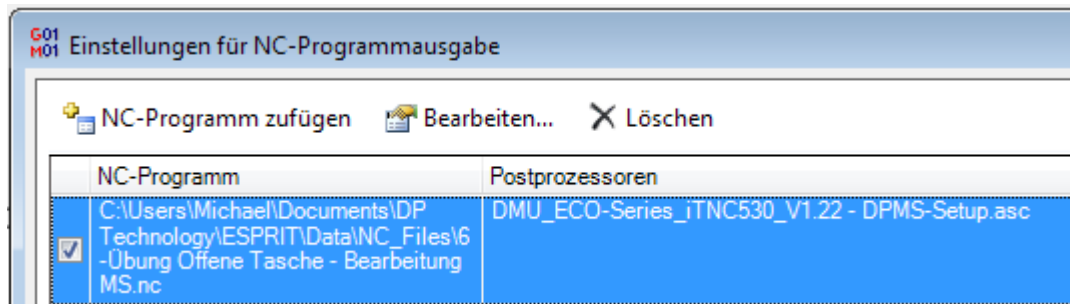 G01
M01 Einstellungen für NC-Programmausgabe
NC-Programm zufügen Bearbeiten... Löschen
NC-Programm Postprozessoren
C:\Users\Michael\Documents\DP DMU_ECO-Series_iTNC530_V1.22 - DPMS-Setup.asc
Technology\ESPRIT\Data\NC_Files\6
-Übung Offene Tasche - Bearbeitung
MS.nc